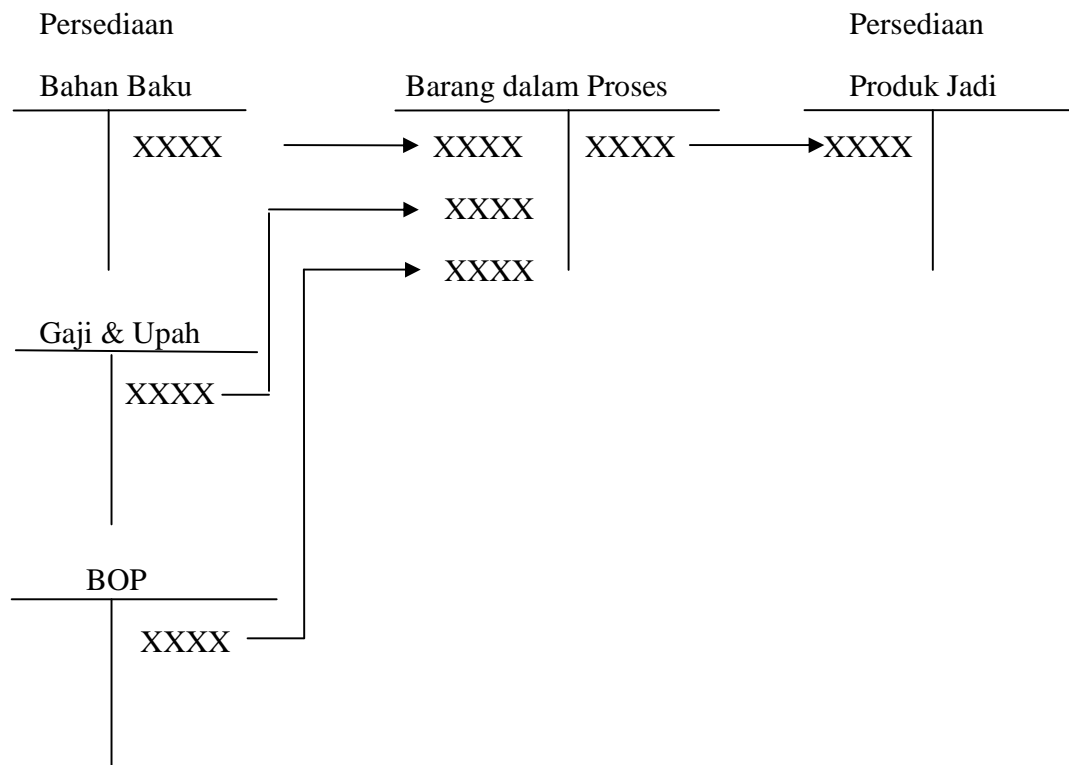 Persediaan Persediaan
Bahan Baku Barang dalam Proses Produk Jadi
XXXX XXXX XXXX XXXX
XXXX
XXXX
Gaji & Upah
XXXX
BOP
XXXX